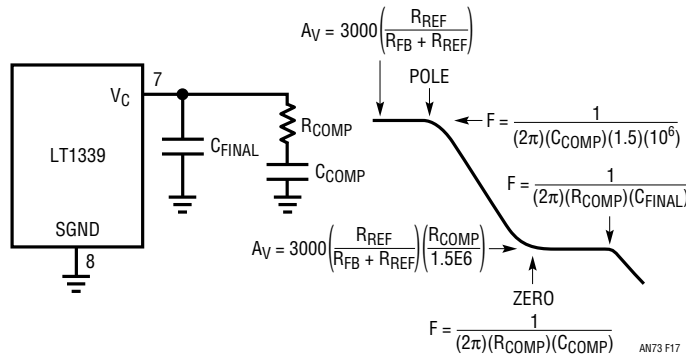 A_V = 3000(R_REF / (R_FB + R_REF))
POLE
F = 1 / ((2π)(C_COMP)(1.5)(10^6))
7
V_C
R_COMP
C_FINAL
LT1339
C_COMP
F = 1 / ((2π)(R_COMP)(C_FINAL))
SGND
8
A_V = 3000(R_REF / (R_FB + R_REF))(R_COMP / 1.5E6)
ZERO
F = 1 / ((2π)(R_COMP)(C_COMP))
AN73 F17